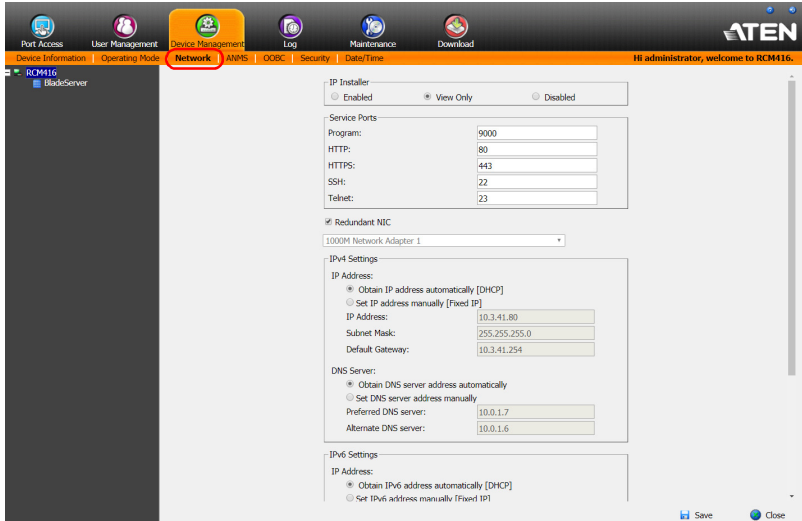 ATEN
Port Access User Management Device Management Log Maintenance Download
Device Information Operating Mode Network ANMS OOBC Security Date/Time Hi administrator, welcome to RCM416.
RCM416
BladeServer
IP Installer
Enabled View Only Disabled
Service Ports
Program: 9000
HTTP: 80
HTTPS: 443
SSH: 22
Telnet: 23
Redundant NIC
1000M Network Adapter 1
IPv4 Settings
IP Address:
Obtain IP address automatically [DHCP]
Set IP address manually [Fixed IP]
IP Address: 10.3.41.80
Subnet Mask: 255.255.255.0
Default Gateway: 10.3.41.254
DNS Server:
Obtain DNS server address automatically
Set DNS server address manually
Preferred DNS server: 10.0.1.7
Alternate DNS server: 10.0.1.6
IPv6 Settings
IP Address:
Obtain IPv6 address automatically [DHCP]
Set IPv6 address manually [Fixed IP]
Save Close